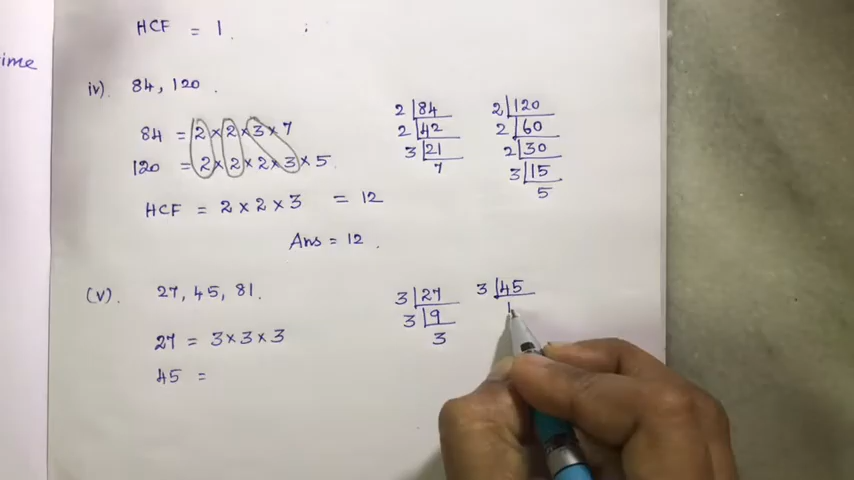 HCF = 1.
ime
iv). 84, 120.
84 = 2×2×3×7
120 = 2×2×2×3×5
HCF = 2×2×3 = 12
Ans = 12.
2 84
2 42
3 21
7
2 120
2 60
2 30
3 15
5
(v). 27, 45, 81.
27 = 3×3×3
45 =
3 27
3 9
3
3 45
1